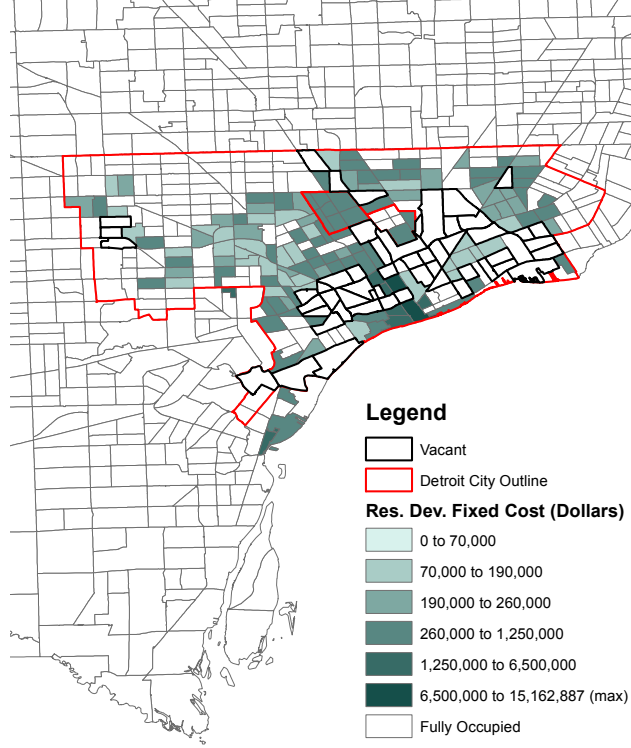 Legend
Vacant
Detroit City Outline
Res. Dev. Fixed Cost (Dollars)
0 to 70,000
70,000 to 190,000
190,000 to 260,000
260,000 to 1,250,000
1,250,000 to 6,500,000
6,500,000 to 15,162,887 (max)
Fully Occupied